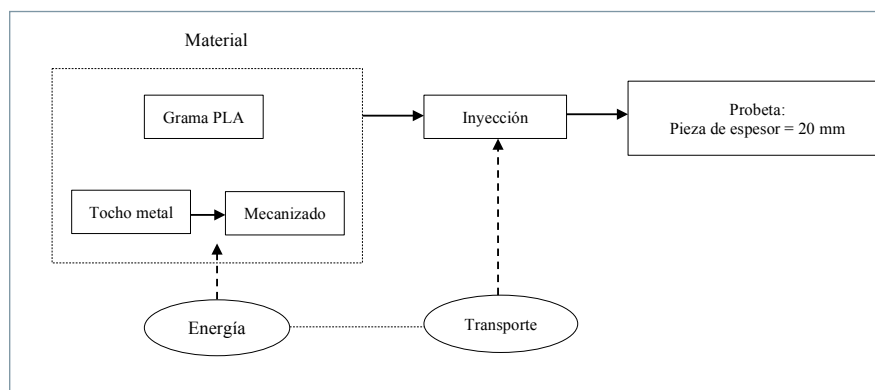 Material
Grama PLA
Inyección
Probeta:
Pieza de espesor = 20 mm
Tocho metal
Mecanizado
Energía
Transporte